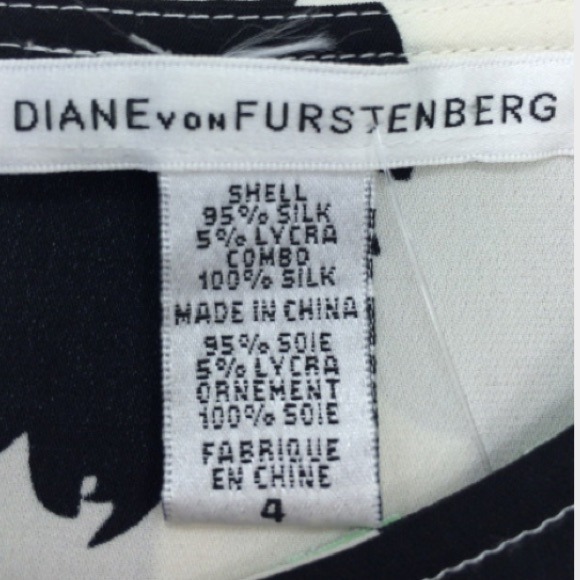 DIANE VON FURSTENBERG
SHELL
95% SILK
5% LYCRA
COMBO
100% SILK
MADE IN CHINA
95% SOIE
5% LYCRA
ORNEMENT
100% SOIE
FABRIQUE
EN CHINE
4